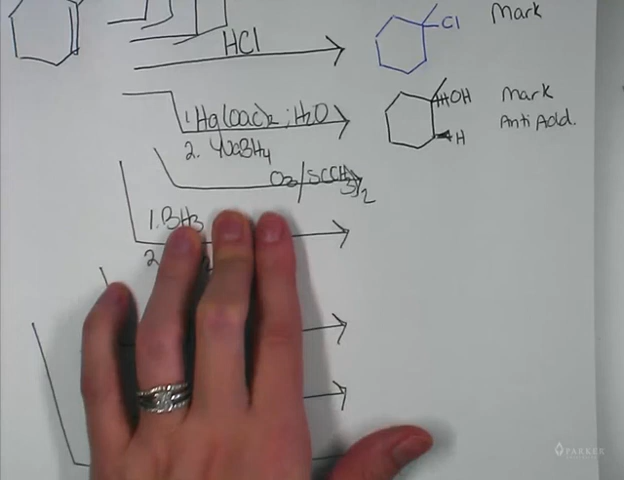 HCl
Cl
Mark
1. Hg(OAc)2 ; H2O
2. NaBH4
OH
H
Mark
Anti Add.
O3/S(CH3)2
1. BH3
2
PARKER